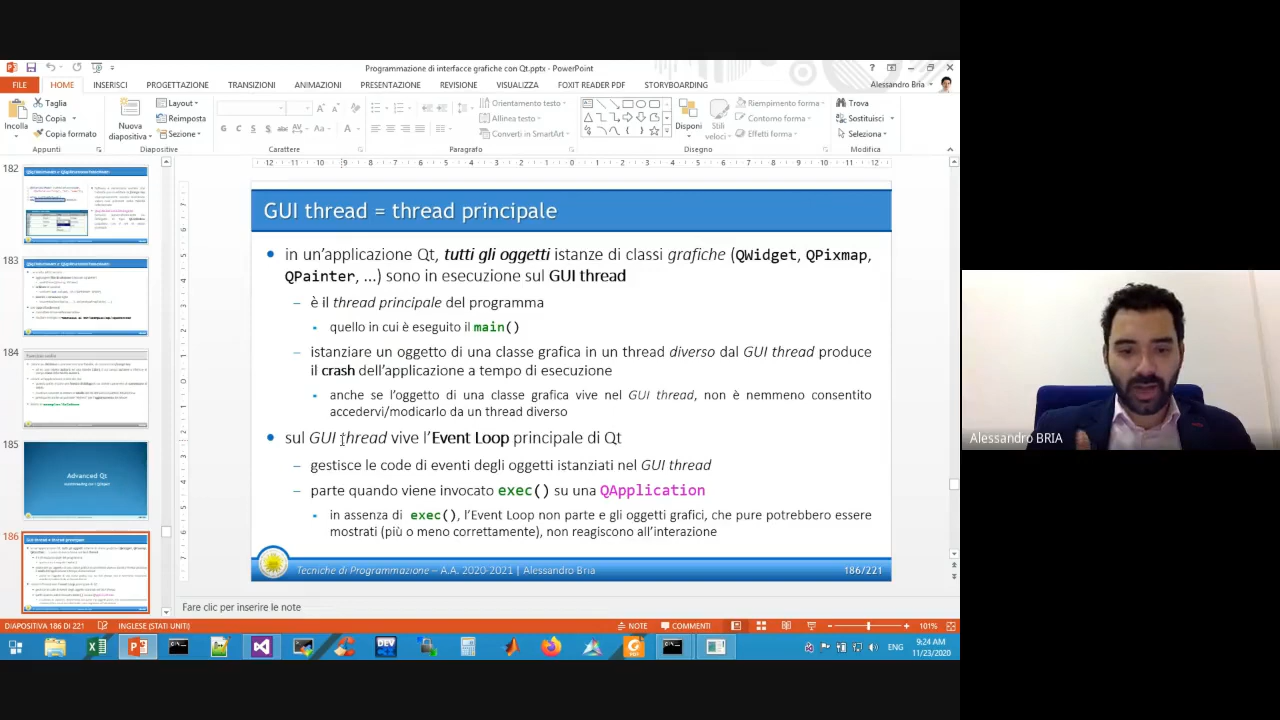 Programmazione di interfacce grafiche con Qt.pptx - PowerPoint
FILE HOME INSERISCI PROGETTAZIONE TRANSIZIONI ANIMAZIONI PRESENTAZIONE REVISIONE VISUALIZZA FOXIT READER PDF STORYBOARDING Alessandro Bria
Taglia
Copia
Copia formato
Incolla
Appunti
Nuova
diapositiva
Layout
Reimposta
Sezione
Diapositive
Carattere
Orientamento testo
Allinea testo
Converti in SmartArt
Paragrafo
Disponi
Stili
veloci
Riempimento forma
Contorno forma
Effetti forma
Disegno
Trova
Sostituisci
Seleziona
Modifica
182
183
184
185
Advanced Qt
186
GUI thread = thread pricipale
in un'applicazione Qt, tutti gli oggetti istanze di classi grafiche (QWidget, QPixmap,
QPainter, …) sono in esecuzione sul GUI thread
– è il thread principale del programma
quello in cui è eseguito il main()
– istanziare un oggetto di una classe grafica in un thread diverso dal GUI thread produce
il crash dell'applicazione a tempo di esecuzione
anche se l'oggetto di una classe grafica vive nel GUI thread, non è nemmeno consentito
accedervi/modicarlo da un thread diverso
sul GUI thread vive l'Event Loop principale di Qt
– gestisce le code di eventi degli oggetti istanziati nel GUI thread
– parte quando viene invocato exec() su una QApplication
in assenza di exec(), l'Event Loop non parte e gli oggetti grafici, che pure potrebbero essere
mostrati (più o meno correttamente), non reagiscono all'interazione
Tecniche di Programmazione – A.A. 2020-2021 | Alessandro Bria 186/221
Fare clic per inserire le note
DIAPOSITIVA 186 DI 221 INGLESE (STATI UNITI) NOTE COMMENTI 101%
ENG
9:24 AM
11/23/2020
Alessandro BRIA